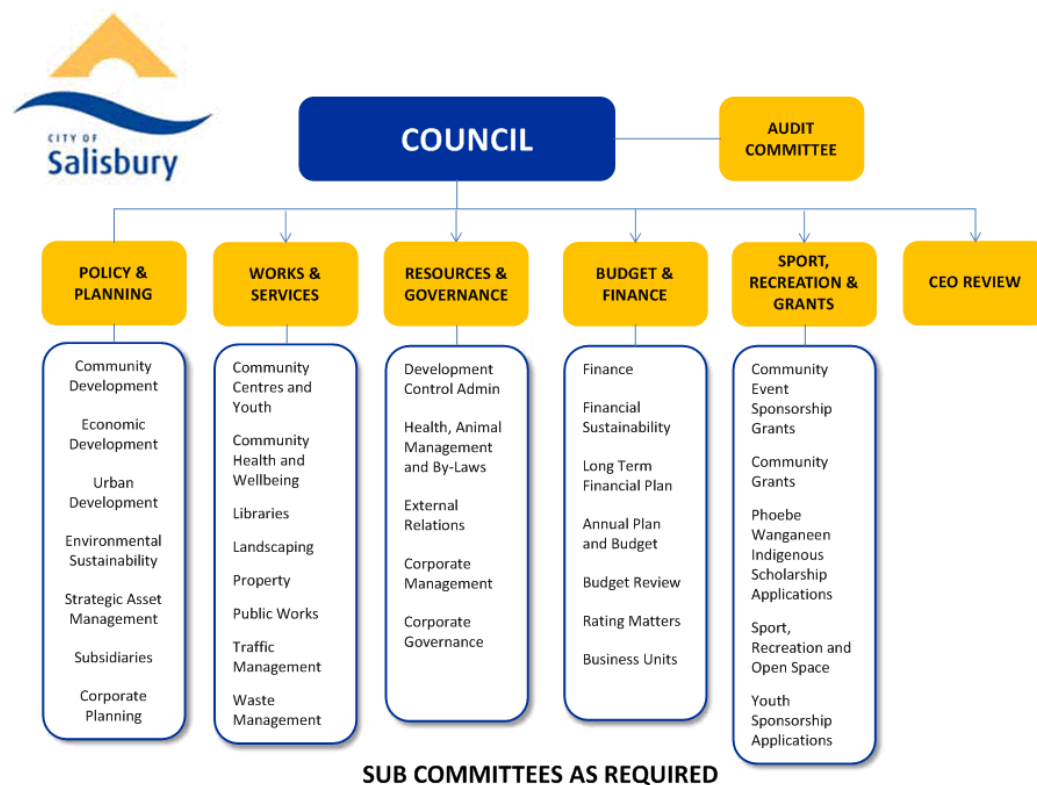 CITY OF
Salisbury
COUNCIL
AUDIT
COMMITTEE
POLICY &
PLANNING
WORKS &
SERVICES
RESOURCES &
GOVERNANCE
BUDGET &
FINANCE
SPORT,
RECREATION &
GRANTS
CEO REVIEW
Community
Development
Economic
Development
Urban
Development
Environmental
Sustainability
Strategic Asset
Management
Subsidiaries
Corporate
Planning
Community
Centres and
Youth
Community
Health and
Wellbeing
Libraries
Landscaping
Property
Public Works
Traffic
Management
Waste
Management
Development
Control Admin
Health, Animal
Management
and By-Laws
External
Relations
Corporate
Management
Corporate
Governance
Finance
Financial
Sustainability
Long Term
Financial Plan
Annual Plan
and Budget
Budget Review
Rating Matters
Business Units
Community
Event
Sponsorship
Grants
Community
Grants
Phoebe
Wanganeen
Indigenous
Scholarship
Applications
Sport,
Recreation and
Open Space
Youth
Sponsorship
Applications
SUB COMMITTEES AS REQUIRED